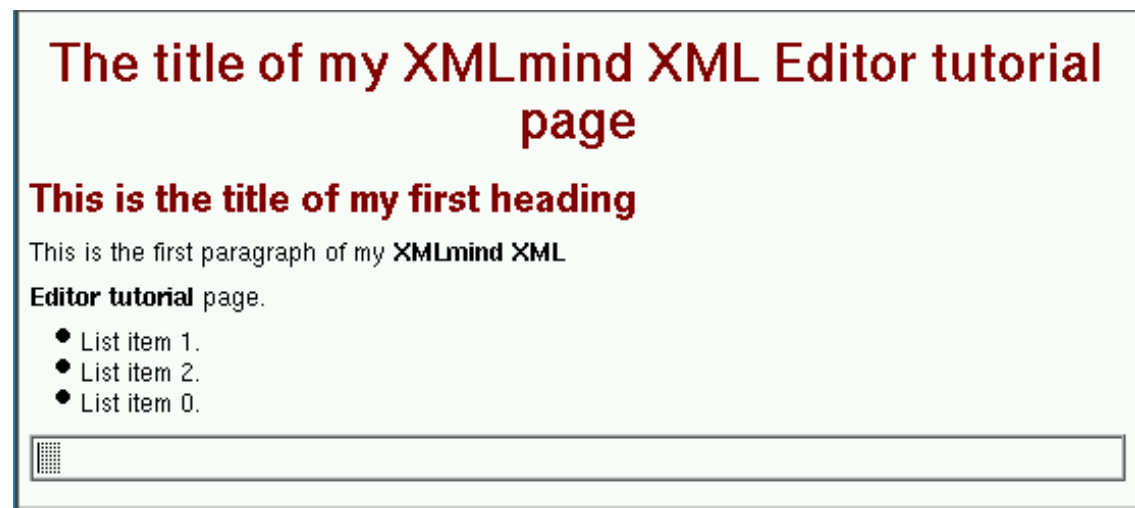 The title of my XMLmind XML Editor tutorial
page
This is the title of my first heading
This is the first paragraph of my XMLmind XML
Editor tutorial page.
List item 1.
List item 2.
List item 0.